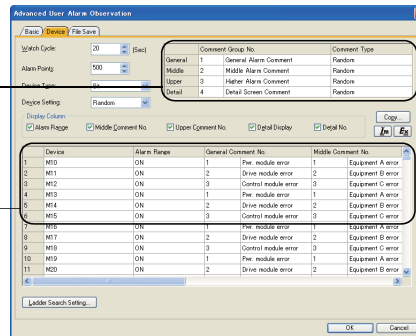 Advanced User Alarm Observation
Basic Device File Save
Watch Cycle: 20 [Sec]
Alarm Points: 500
Device Type: Bit
Device Setting: Random
Comment Group No. Comment Type
General 1 General Alarm Comment Random
Middle 2 Middle Alarm Comment Random
Upper 3 Higher Alarm Comment Random
Detail 4 Detail Screen Comment Random
Display Column
Alarm Range Middle Comment No. Upper Comment No. Detail Display Detail No.
Copy...
Im Ex
Device Alarm Range General Comment No. Middle Comment No.
1 M10 ON 1 Pwr. module error 1 Equipment A error
2 M11 ON 2 Drive module error 2 Equipment B error
3 M12 ON 3 Control module error 3 Equipment C error
4 M13 ON 1 Pwr. module error 1 Equipment A error
5 M14 ON 2 Drive module error 2 Equipment B error
6 M15 ON 3 Control module error 3 Equipment C error
7 M16 ON 1 Pwr. module error 1 Equipment A error
8 M17 ON 2 Drive module error 2 Equipment B error
9 M18 ON 3 Control module error 3 Equipment C error
10 M19 ON 1 Pwr. module error 1 Equipment A error
11 M20 ON 2 Drive module error 2 Equipment B error
Ladder Search Setting...
OK Cancel